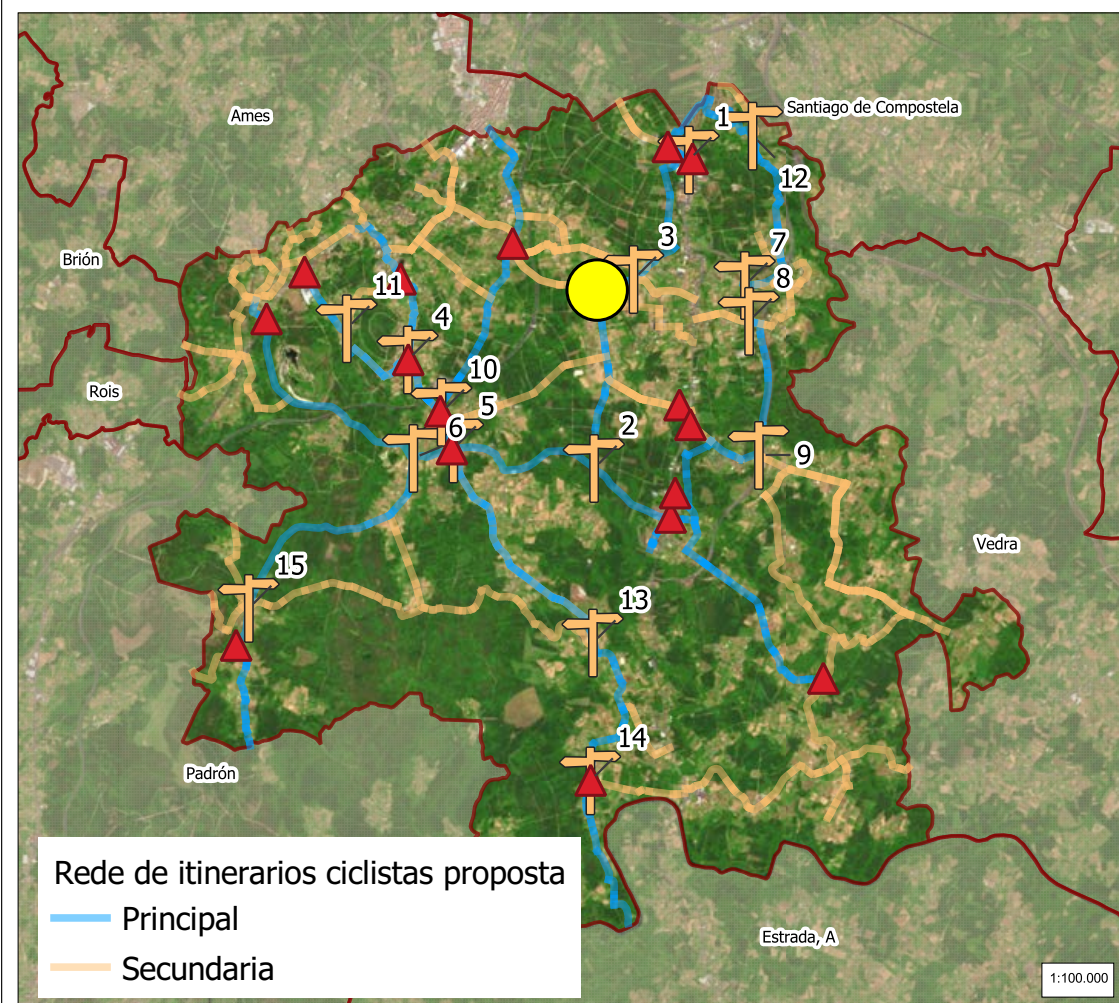 Ames
Santiago de Compostela
1
12
Brión
3
7
8
11
4
Rois
10
5
6
2
9
Vedra
15
13
14
Padrón
Rede de itinerarios ciclistas proposta
Principal
Secundaria
Estrada, A
1:100.000